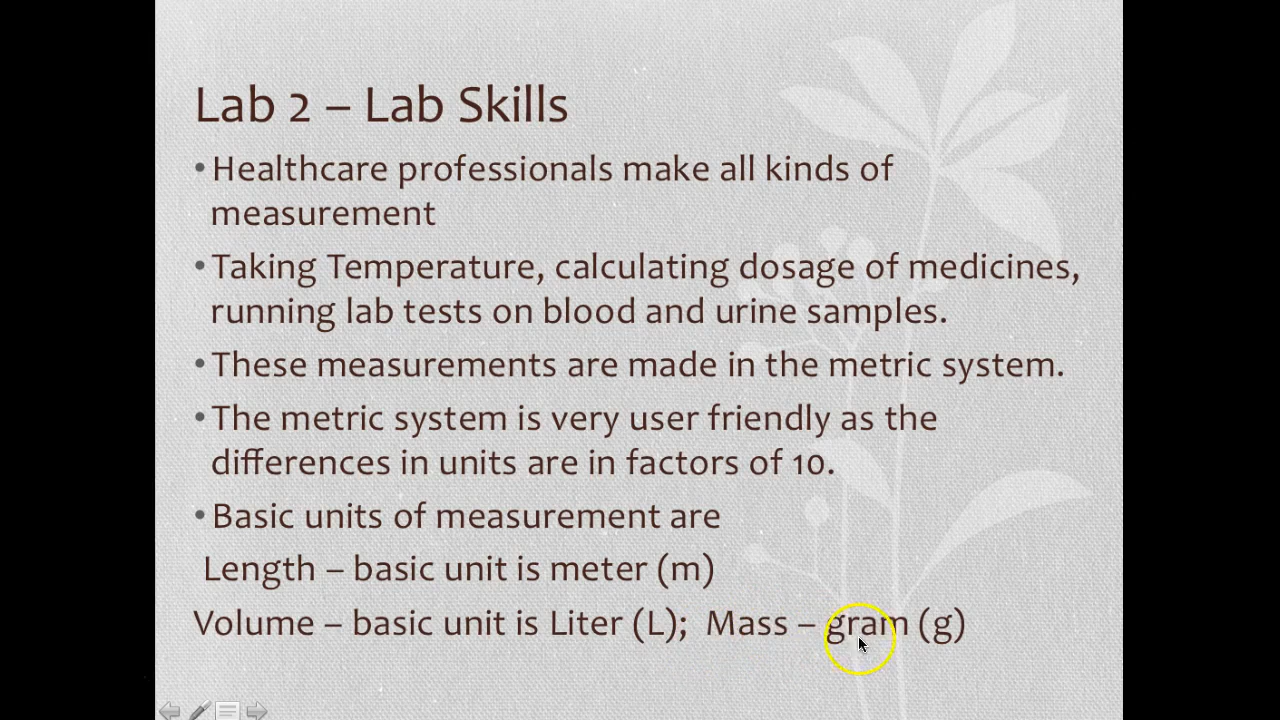 Lab 2 – Lab Skills
•Healthcare professionals make all kinds of
measurement
•Taking Temperature, calculating dosage of medicines,
running lab tests on blood and urine samples.
•These measurements are made in the metric system.
•The metric system is very user friendly as the
differences in units are in factors of 10.
•Basic units of measurement are
Length – basic unit is meter (m)
Volume – basic unit is Liter (L);  Mass – gram (g)